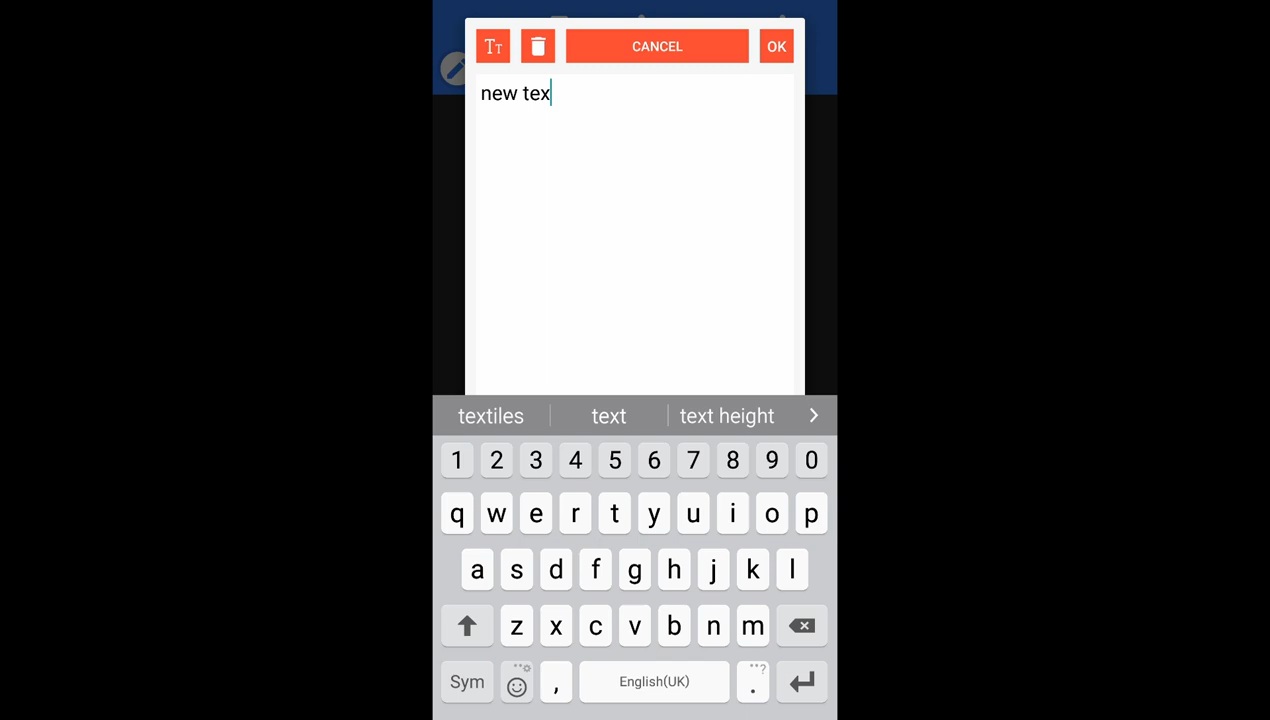 Tт CANCEL OK
new tex
textiles text text height
1 2 3 4 5 6 7 8 9 0
q w e r t y u i o p
a s d f g h j k l
z x c v b n m
Sym , English(UK) . ?